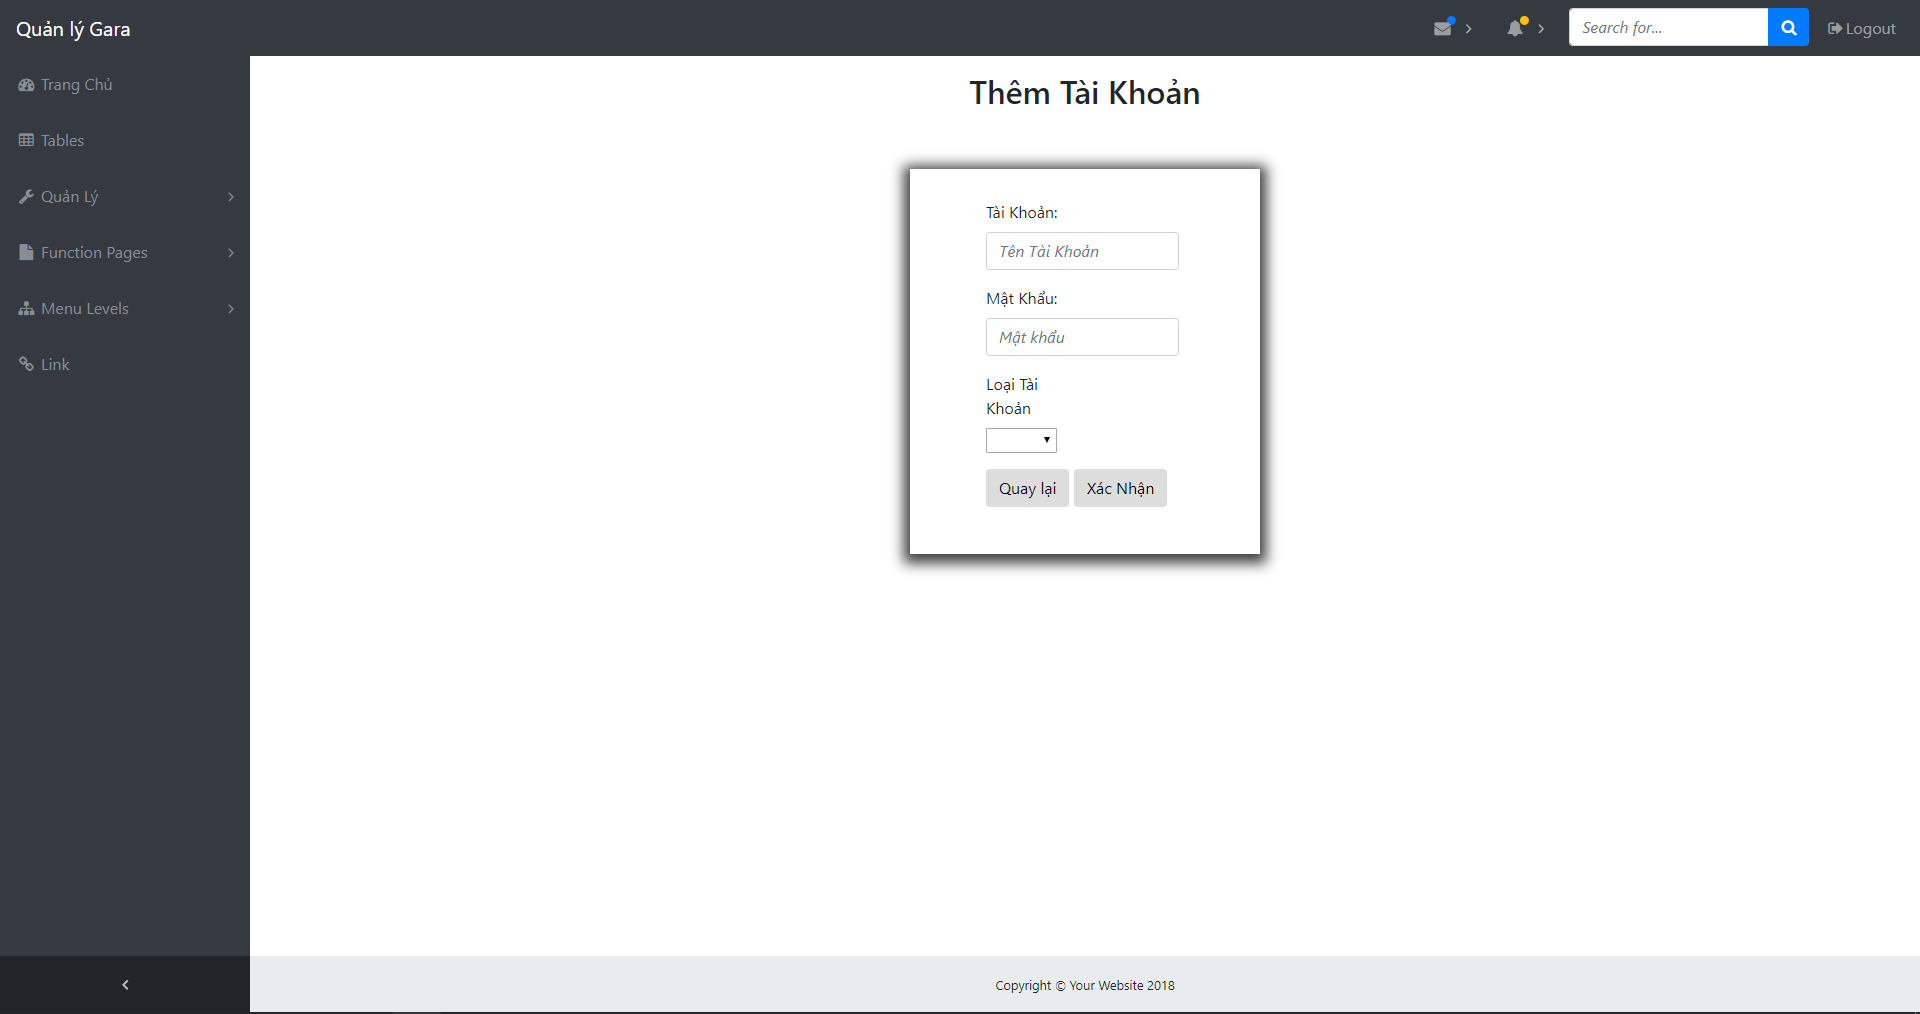 Quản lý Gara
Search for...
Logout
Trang Chủ
Tables
Quản Lý
Function Pages
Menu Levels
Link
Thêm Tài Khoản
Tài Khoản:
Tên Tài Khoản
Mật Khẩu:
Mật khẩu
Loại Tài
Khoản
Quay lại
Xác Nhận
Copyright © Your Website 2018